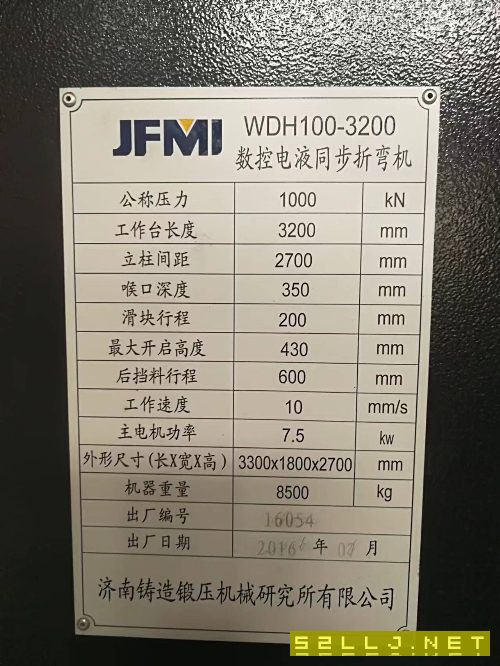 JFMI WDH100-3200
数控电液同步折弯机
公称压力 1000 kN
工作台长度 3200 mm
立柱间距 2700 mm
喉口深度 350 mm
滑块行程 200 mm
最大开启高度 430 mm
后挡料行程 600 mm
工作速度 10 mm/s
主电机功率 7.5 kw
外形尺寸(长X宽X高) 3300x1800x2700 mm
机器重量 8500 kg
出厂编号 16054
出厂日期 2016 年 月
济南铸造锻压机械研究所有限公司
52LLJ.NET